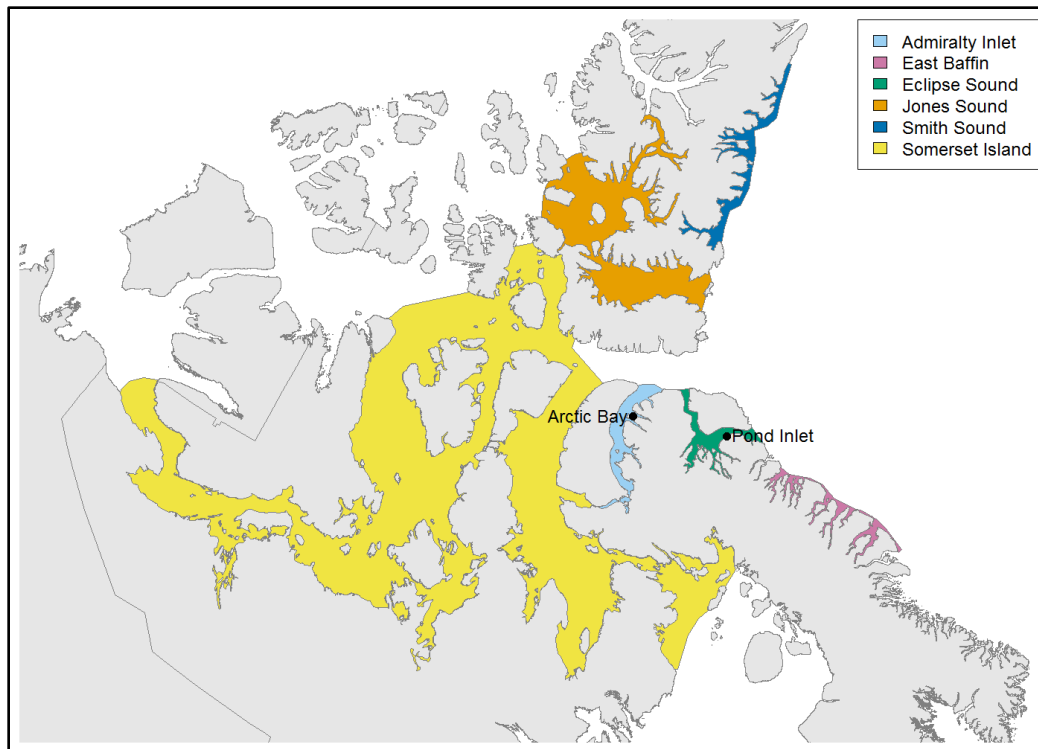 Admiralty Inlet
East Baffin
Eclipse Sound
Jones Sound
Smith Sound
Somerset Island
Arctic Bay
Pond Inlet